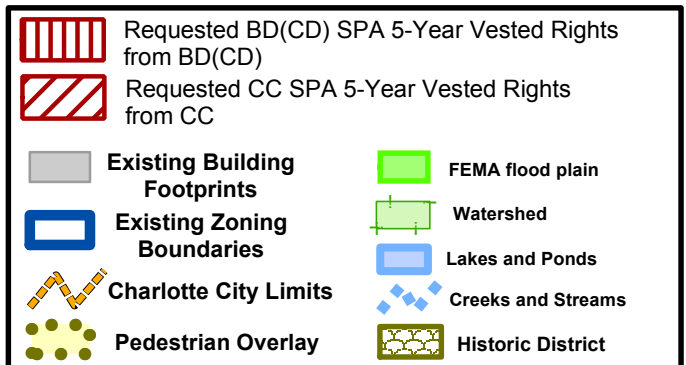 Requested BD(CD) SPA 5-Year Vested Rights
from BD(CD)
Requested CC SPA 5-Year Vested Rights
from CC
Existing Building
Footprints
Existing Zoning
Boundaries
Charlotte City Limits
Pedestrian Overlay
FEMA flood plain
Watershed
Lakes and Ponds
Creeks and Streams
Historic District